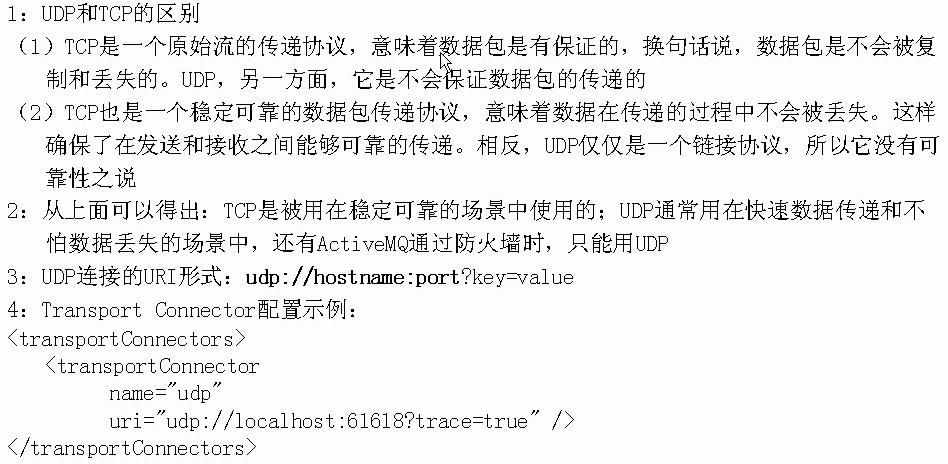 1：UDP和TCP的区别
（1）TCP是一个原始流的传递协议，意味着数据包是有保证的，换句话说，数据包是不会被复
制和丢失的。UDP，另一方面，它是不会保证数据包的传递的
（2）TCP也是一个稳定可靠的数据包传递协议，意味着数据在传递的过程中不会被丢失。这样
确保了在发送和接收之间能够可靠的传递。相反，UDP仅仅是一个链接协议，所以它没有可
靠性之说
2：从上面可以得出：TCP是被用在稳定可靠的场景中使用的；UDP通常用在快速数据传递和不
怕数据丢失的场景中，还有ActiveMQ通过防火墙时，只能用UDP
3：UDP连接的URI形式：udp://hostname:port?key=value
4：Transport Connector配置示例：
<transportConnectors>
<transportConnector
name="udp"
uri="udp://localhost:61618?trace=true" />
</transportConnectors>